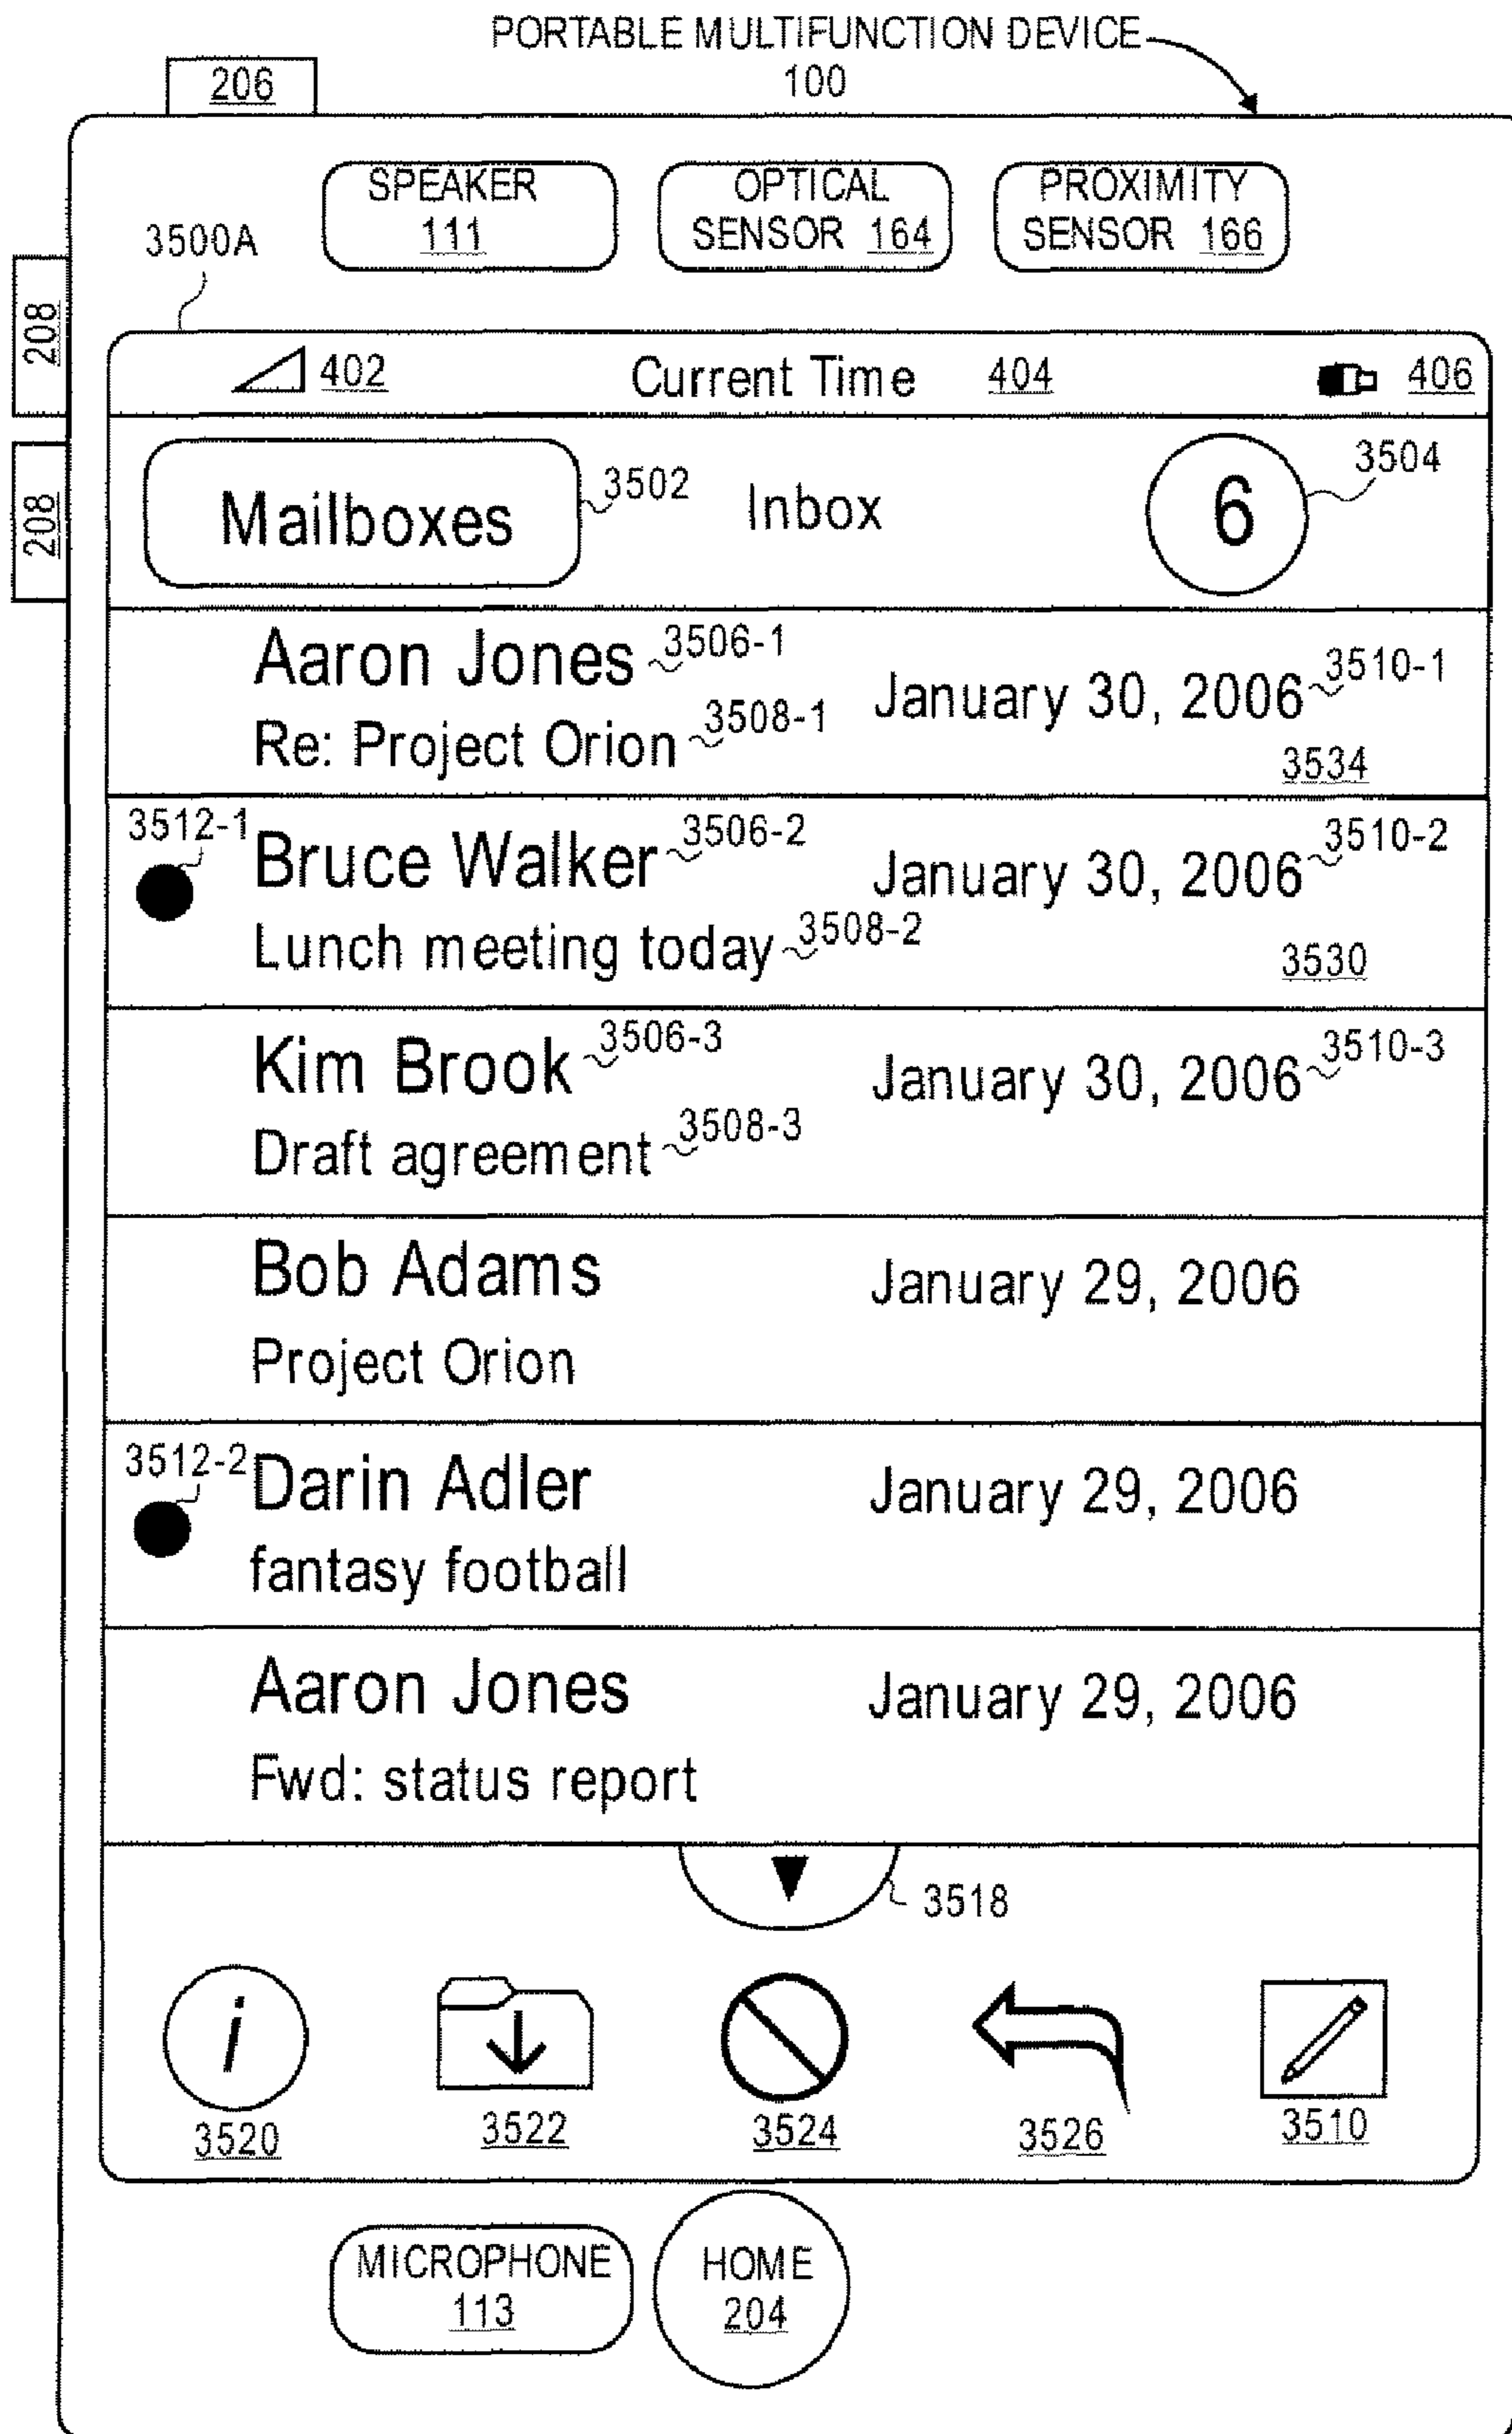 PORTABLE MULTIFUNCTION DEVICE
100
206
SPEAKER
111
OPTICAL
SENSOR 164
PROXIMITY
SENSOR 166
3500A
208
208
402 Current Time 404 406
Mailboxes 3502 Inbox 6 3504
Aaron Jones 3506-1
January 30, 2006 3510-1
Re: Project Orion 3508-1
3534
3512-1
Bruce Walker 3506-2
January 30, 2006 3510-2
Lunch meeting today 3508-2
3530
Kim Brook 3506-3
January 30, 2006 3510-3
Draft agreement 3508-3
Bob Adams January 29, 2006
Project Orion
3512-2
Darin Adler January 29, 2006
fantasy football
Aaron Jones January 29, 2006
Fwd: status report
3518
i
3520 3522 3524 3526 3510
MICROPHONE
113
HOME
204